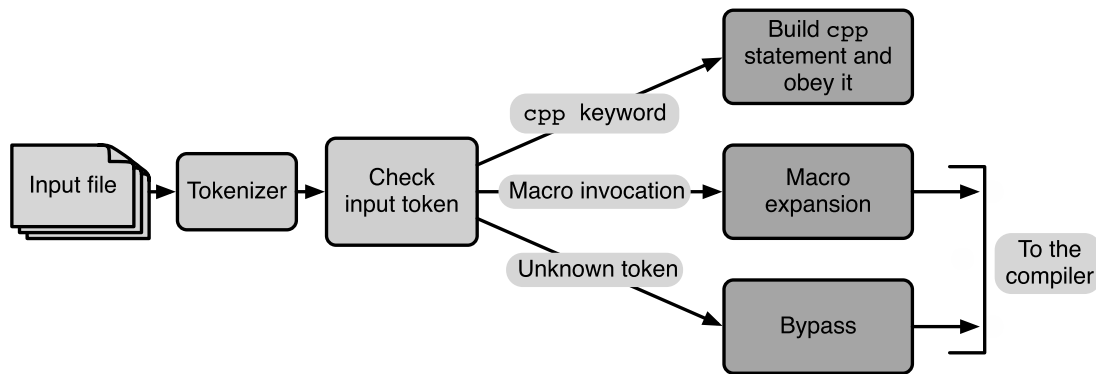 Build cpp
statement and
obey it
cpp keyword
Input file
Tokenizer
Check
input token
Macro invocation
Macro
expansion
To the
compiler
Unknown token
Bypass